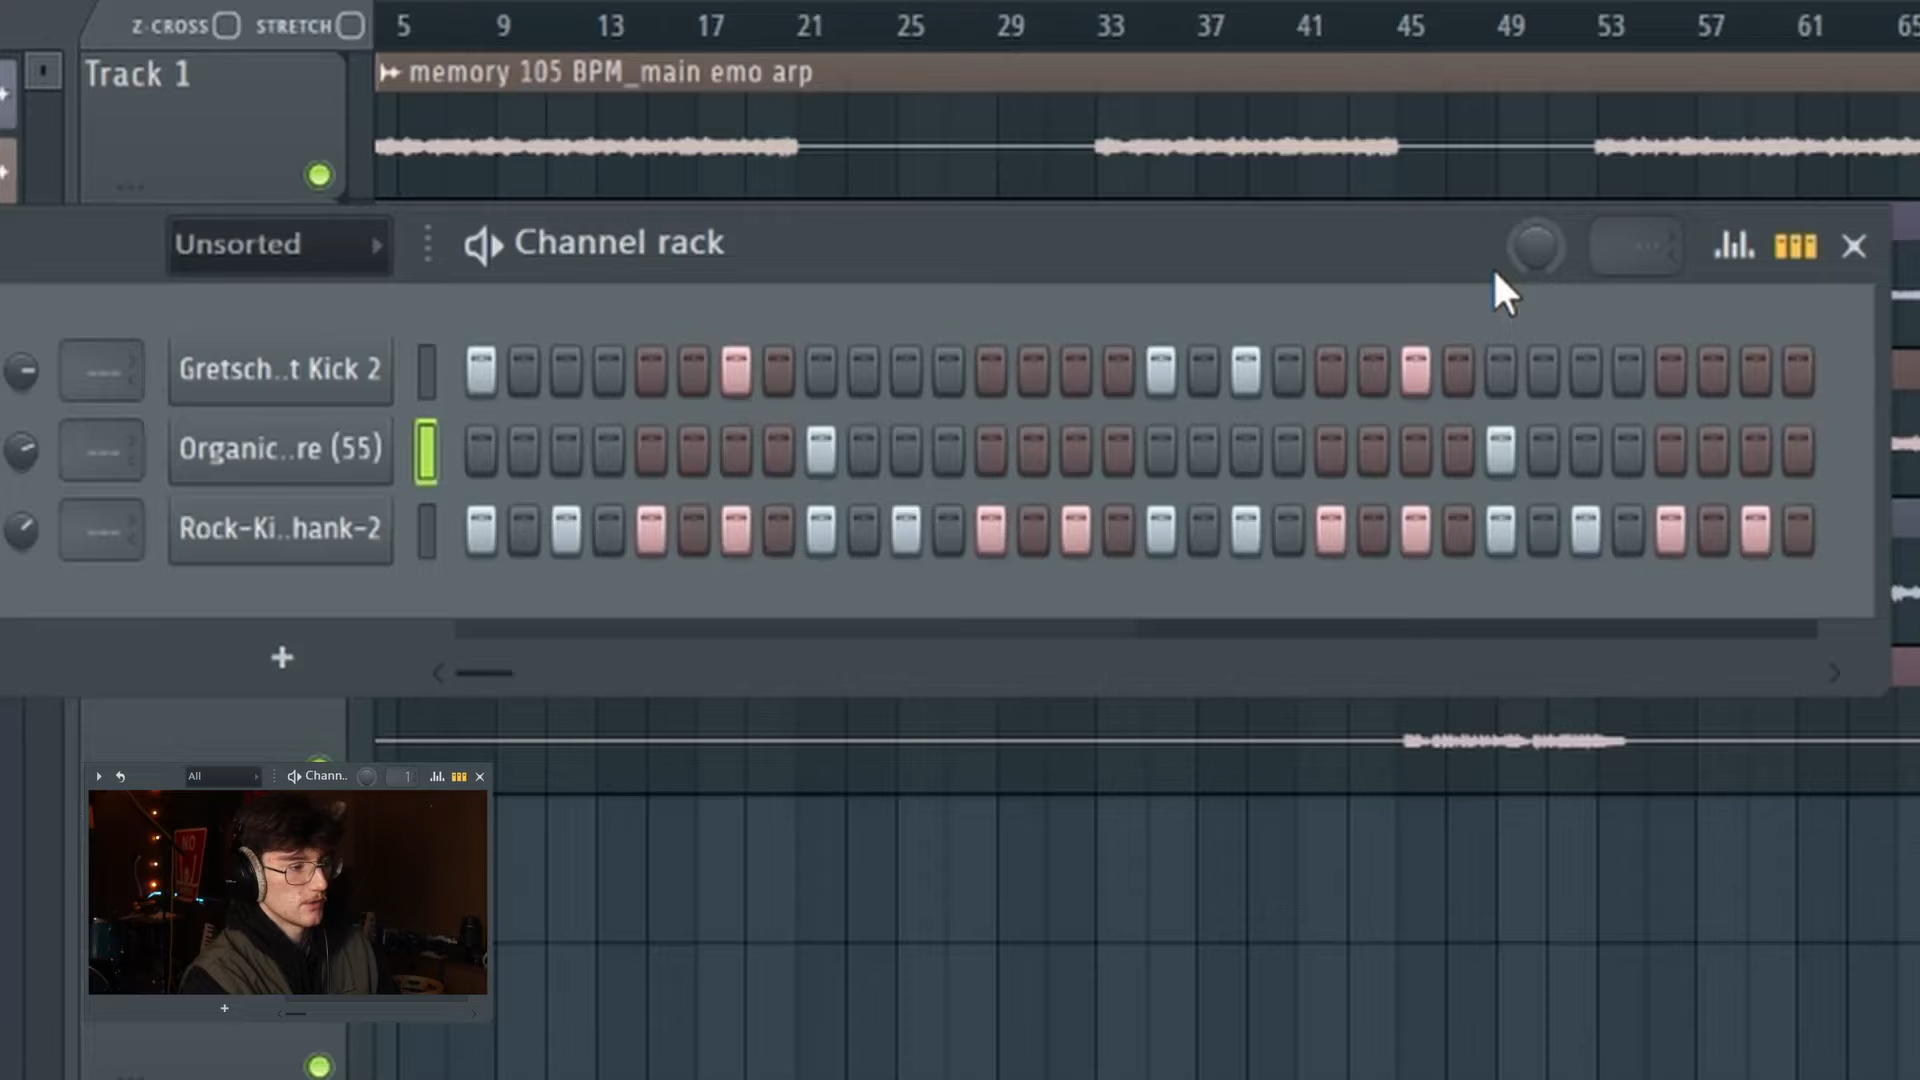 Z-CROSS STRETCH 5 9 13 17 21 25 29 33 37 41 45 49 53 57 61 65
Track 1
memory 105 BPM_main emo arp
Unsorted Channel rack
Gretsch..t Kick 2
Organic..re (55)
Rock-Ki..hank-2
+
All Chann.. 1
NO
+